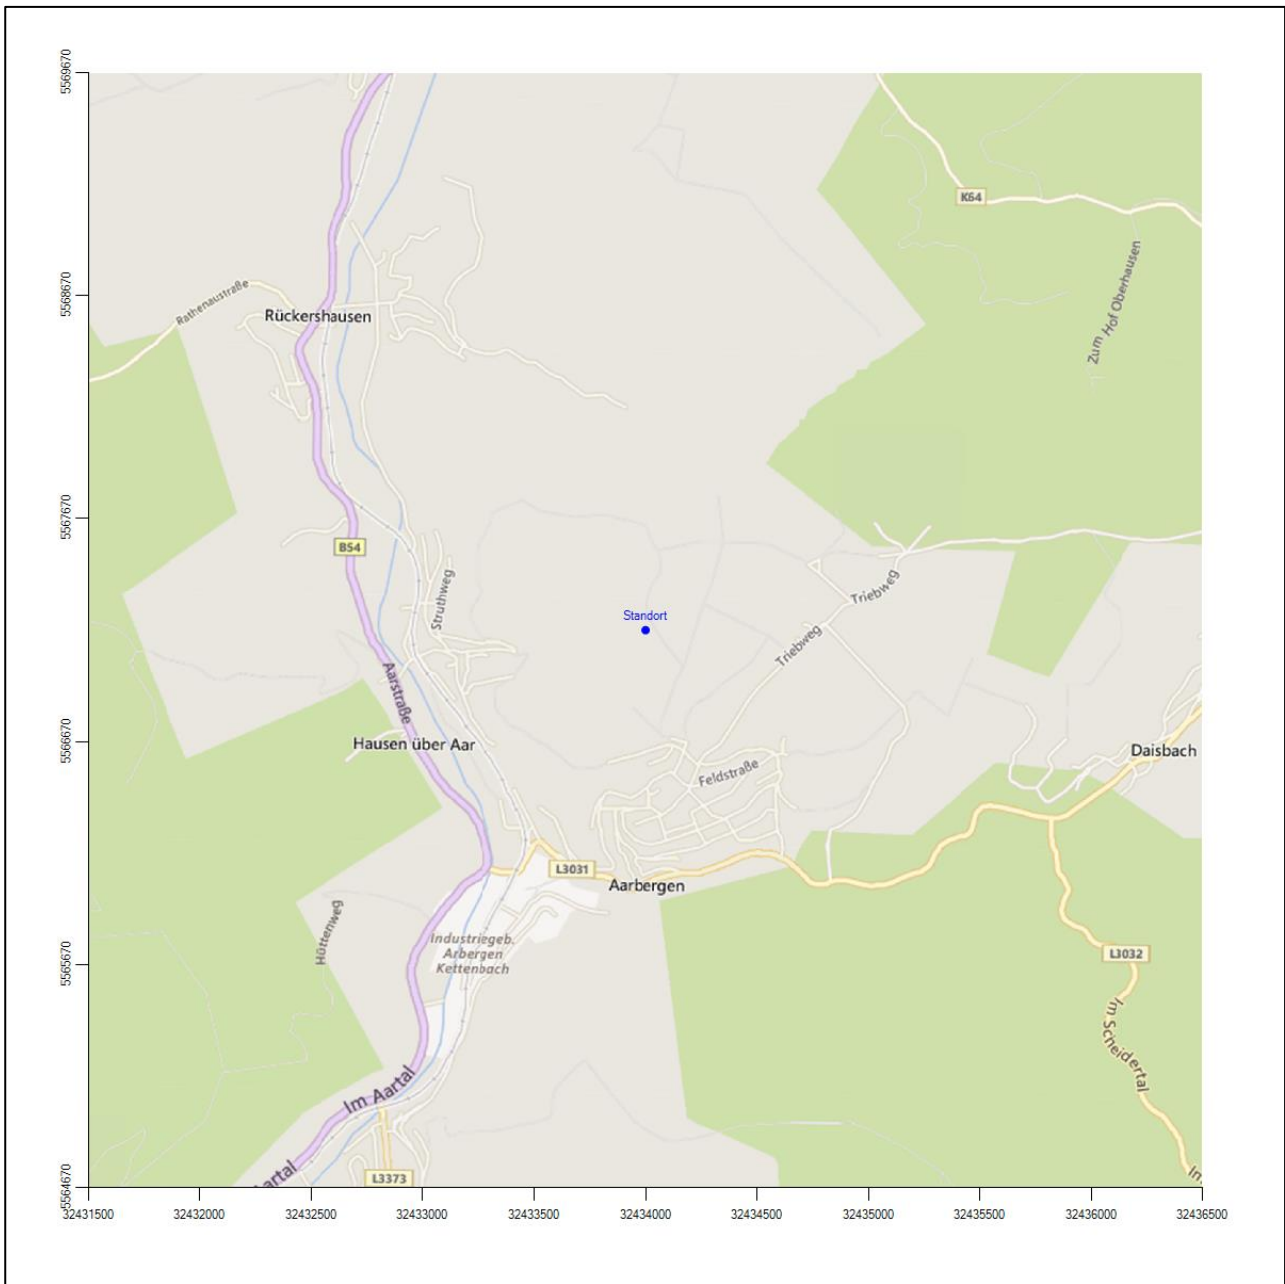 5569670
K64
Zum Hof Oberhausen
Rathenaustraße
5568670
Rückershausen
5567670
B54
Struthweg
Triebweg
Standort
Triebweg
Aarstraße
5566670
Hausen über Aar
Daisbach
Feldstraße
L3031
Aarbergen
Hüttenweg
Industriegeb.
Arbergen
Kettenbach
5565670
L3032
Im Scheidertal
Im Aartal
artal
L3373
Im
5564670
32431500 32432000 32432500 32433000 32433500 32434000 32434500 32435000 32435500 32436000 32436500